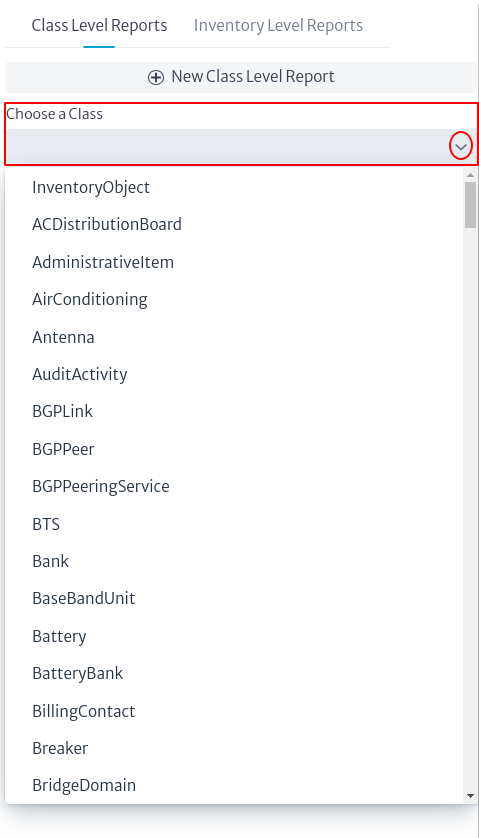 Class Level Reports Inventory Level Reports
New Class Level Report
Choose a Class
InventoryObject
ACDistributionBoard
AdministrativeItem
AirConditioning
Antenna
AuditActivity
BGPLink
BGPPeer
BGPPeeringService
BTS
Bank
BaseBandUnit
Battery
BatteryBank
BillingContact
Breaker
BridgeDomain